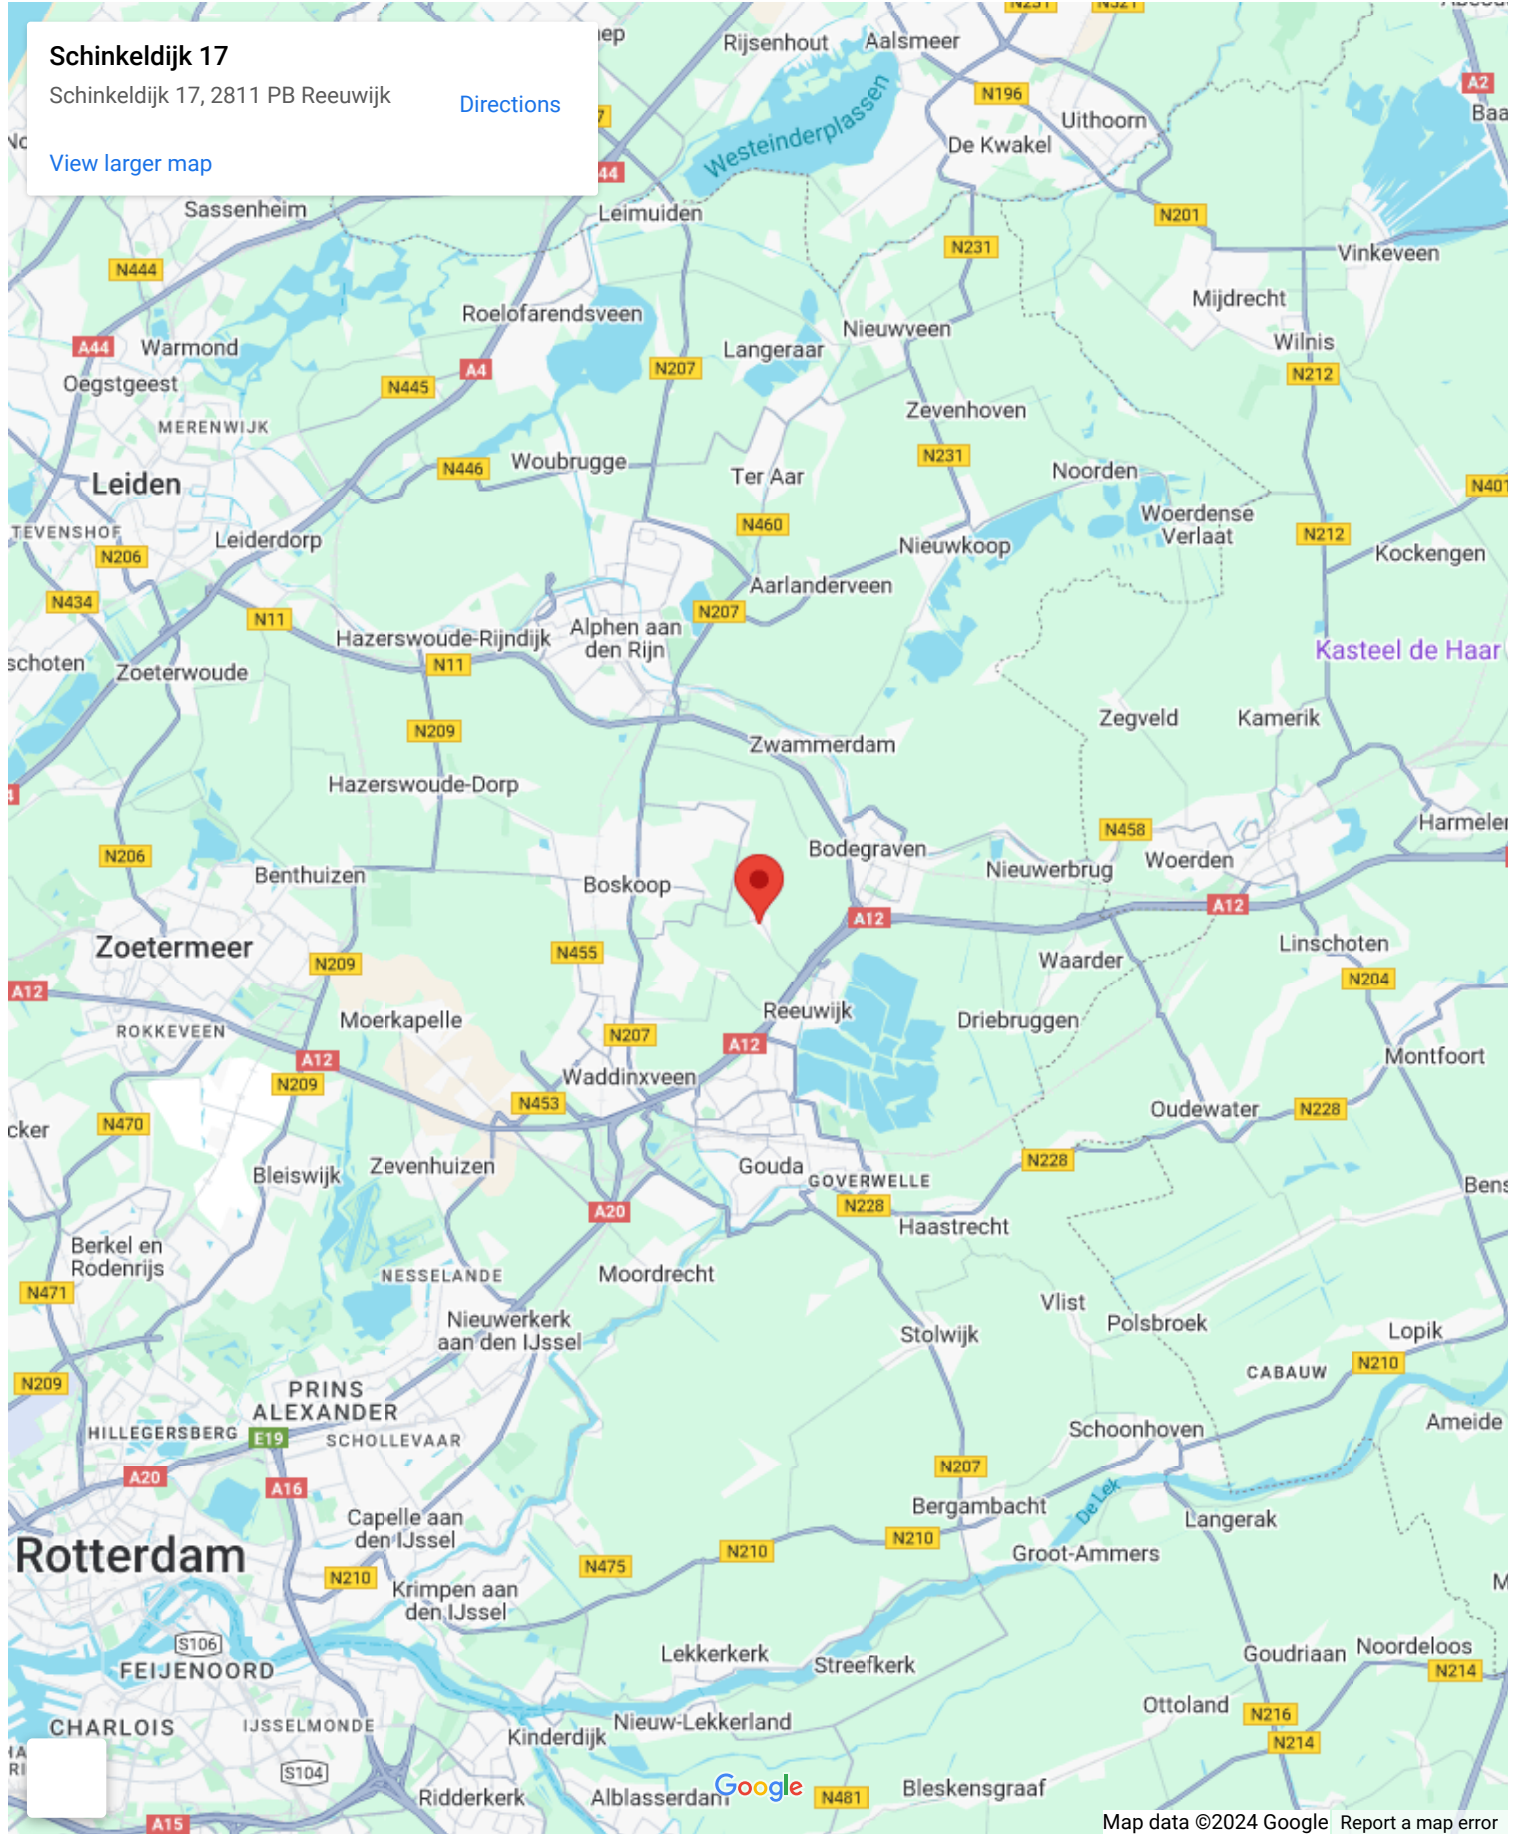 Schinkeldijk 17
Schinkeldijk 17, 2811 PB Reeuwijk
Directions
View larger map
N231
N521
Rijsenhout
Aalsmeer
A2
N196
Uithoorn
De Kwakel
Westeinderplassen
44
Sassenheim
Leimuiden
N201
N231
Vinkeveen
N444
Mijdrecht
Roelofarendsveen
Nieuwveen
Wilnis
A44
Warmond
Langeraar
A4
N207
N212
Oegstgeest
N445
Zevenhoven
MERENWIJK
N231
Woubrugge
N446
Ter Aar
Noorden
Leiden
N401
Woerdense
Verlaat
N460
TEVENSHOF
Leiderdorp
Nieuwkoop
N212
Kockengen
N206
Aarlanderveen
N434
N207
N11
Alphen aan
den Rijn
Hazerswoude-Rijndijk
Kasteel de Haar
schoten
Zoeterwoude
N11
Zegveld
Kamerik
N209
Zwammerdam
Hazerswoude-Dorp
N458
Harmelen
Bodegraven
N206
Woerden
Nieuwerbrug
Benthuizen
Boskoop
A12
A12
Zoetermeer
Linschoten
N455
Waarder
N209
N204
A12
Reeuwijk
Moerkapelle
Driebruggen
ROKKEVEEN
N207
A12
Montfoort
A12
Waddinxveen
N209
N453
Oudewater
N228
N470
cker
Zevenhuizen
Gouda
N228
Bleiswijk
GOVERWELLE
Bens
N228
A20
Haastrecht
Berkel en
Rodenrijs
NESSELANDE
Moordrecht
N471
Vlist
Polsbroek
Nieuwerkerk
aan den IJssel
Stolwijk
Lopik
N210
CABAUW
N209
PRINS
ALEXANDER
Ameide
HILLEGERSBERG
E19
SCHOLLEVAAR
Schoonhoven
N207
A20
A16
De Lek
Bergambacht
Capelle aan
den IJssel
Langerak
N210
N210
Rotterdam
Groot-Ammers
N475
N210
Krimpen aan
den IJssel
S106
Lekkerkerk
Goudriaan
Noordeloos
FEIJENOORD
Streefkerk
N214
Ottoland
N216
CHARLOIS
IJSSELMONDE
Nieuw-Lekkerland
Kinderdijk
N214
S104
Google
Ridderkerk
Alblasserdam
N481
Bleskensgraaf
A15
Map data ©2024 Google
Report a map error